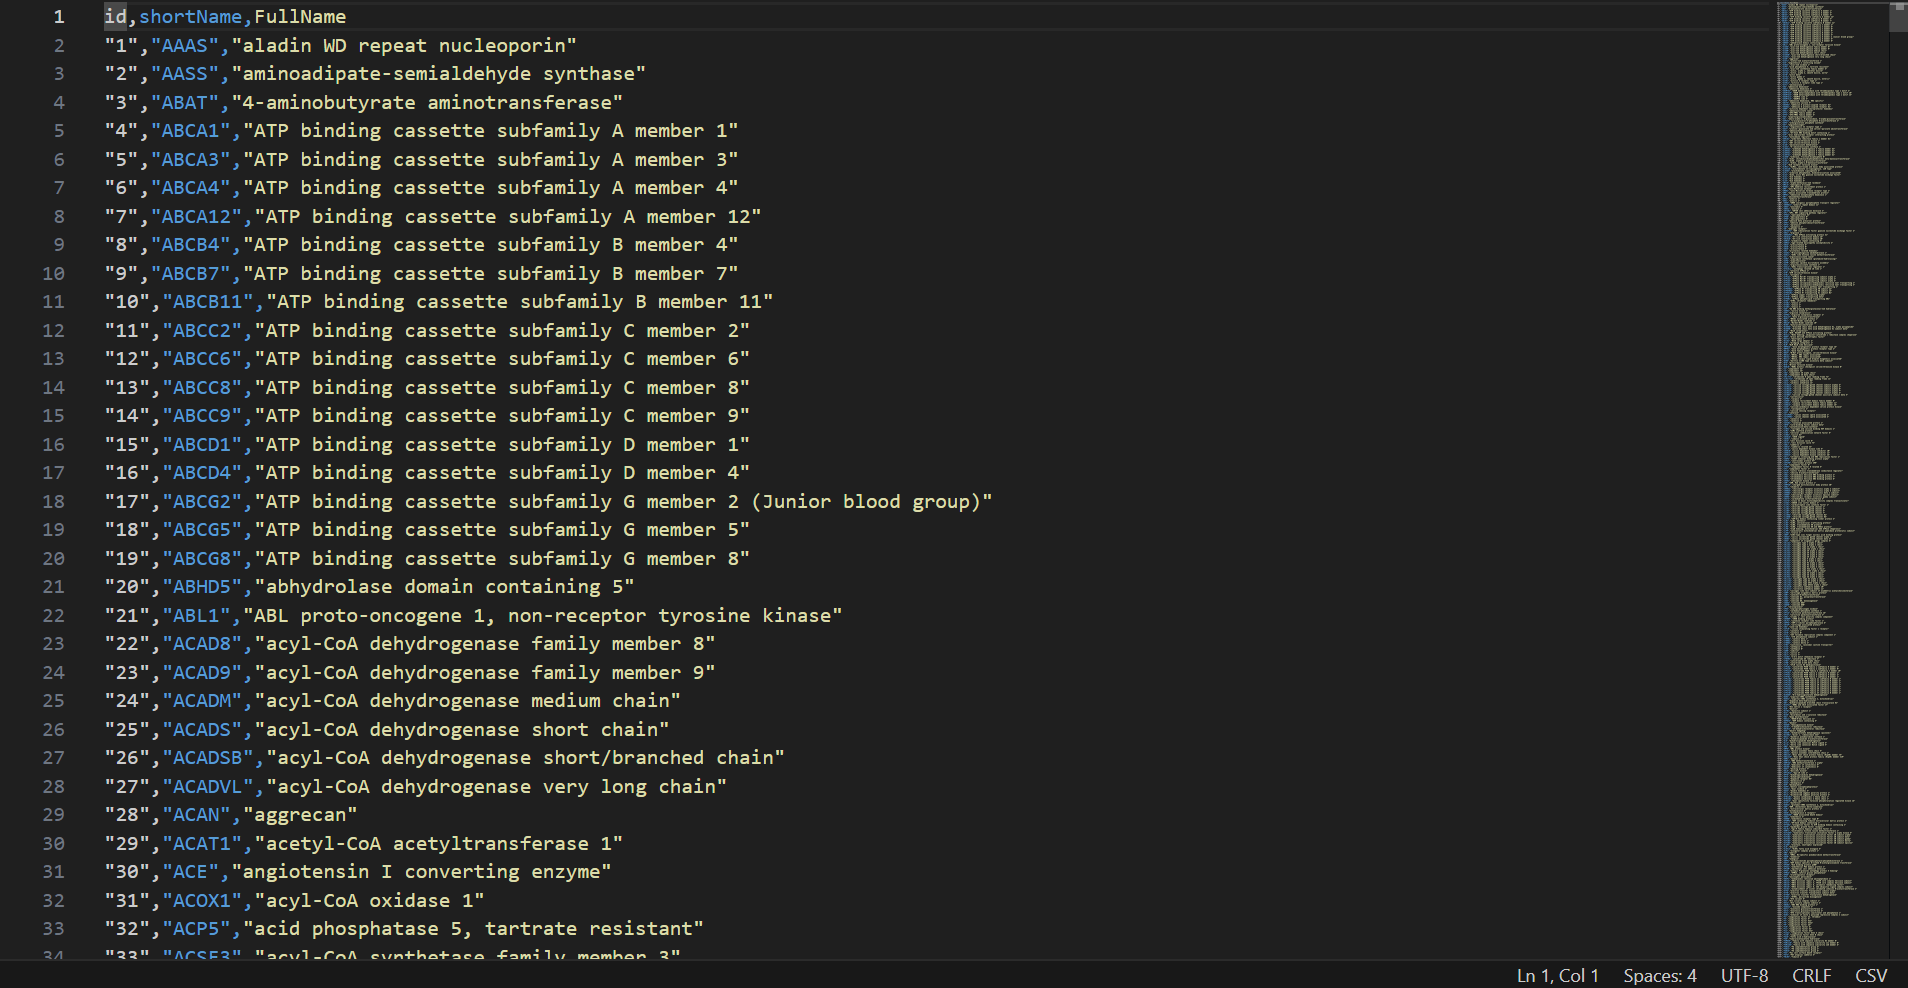 1 id,shortName,FullName
2 "1","AAAS","aladin WD repeat nucleoporin"
3 "2","AASS","aminoadipate-semialdehyde synthase"
4 "3","ABAT","4-aminobutyrate aminotransferase"
5 "4","ABCA1","ATP binding cassette subfamily A member 1"
6 "5","ABCA3","ATP binding cassette subfamily A member 3"
7 "6","ABCA4","ATP binding cassette subfamily A member 4"
8 "7","ABCA12","ATP binding cassette subfamily A member 12"
9 "8","ABCB4","ATP binding cassette subfamily B member 4"
10 "9","ABCB7","ATP binding cassette subfamily B member 7"
11 "10","ABCB11","ATP binding cassette subfamily B member 11"
12 "11","ABCC2","ATP binding cassette subfamily C member 2"
13 "12","ABCC6","ATP binding cassette subfamily C member 6"
14 "13","ABCC8","ATP binding cassette subfamily C member 8"
15 "14","ABCC9","ATP binding cassette subfamily C member 9"
16 "15","ABCD1","ATP binding cassette subfamily D member 1"
17 "16","ABCD4","ATP binding cassette subfamily D member 4"
18 "17","ABCG2","ATP binding cassette subfamily G member 2 (Junior blood group)"
19 "18","ABCG5","ATP binding cassette subfamily G member 5"
20 "19","ABCG8","ATP binding cassette subfamily G member 8"
21 "20","ABHD5","abhydrolase domain containing 5"
22 "21","ABL1","ABL proto-oncogene 1, non-receptor tyrosine kinase"
23 "22","ACAD8","acyl-CoA dehydrogenase family member 8"
24 "23","ACAD9","acyl-CoA dehydrogenase family member 9"
25 "24","ACADM","acyl-CoA dehydrogenase medium chain"
26 "25","ACADS","acyl-CoA dehydrogenase short chain"
27 "26","ACADSB","acyl-CoA dehydrogenase short/branched chain"
28 "27","ACADVL","acyl-CoA dehydrogenase very long chain"
29 "28","ACAN","aggrecan"
30 "29","ACAT1","acetyl-CoA acetyltransferase 1"
31 "30","ACE","angiotensin I converting enzyme"
32 "31","ACOX1","acyl-CoA oxidase 1"
33 "32","ACP5","acid phosphatase 5, tartrate resistant"
34 "33","ACSF3","acyl-CoA synthetase family member 3"
Ln 1, Col 1 Spaces: 4 UTF-8 CRLF CSV